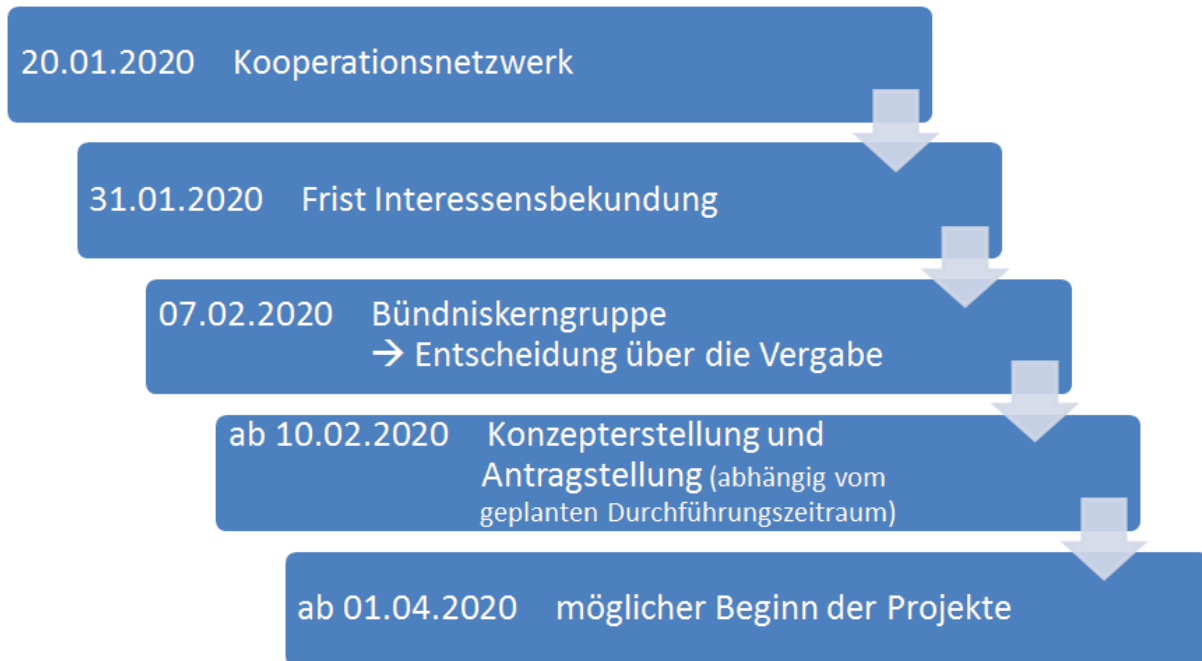 20.01.2020 Kooperationsnetzwerk
31.01.2020 Frist Interessensbekundung
07.02.2020 Bündniskerngruppe
→ Entscheidung über die Vergabe
ab 10.02.2020 Konzepterstellung und
Antragstellung (abhängig vom
geplanten Durchführungszeitraum)
ab 01.04.2020 möglicher Beginn der Projekte